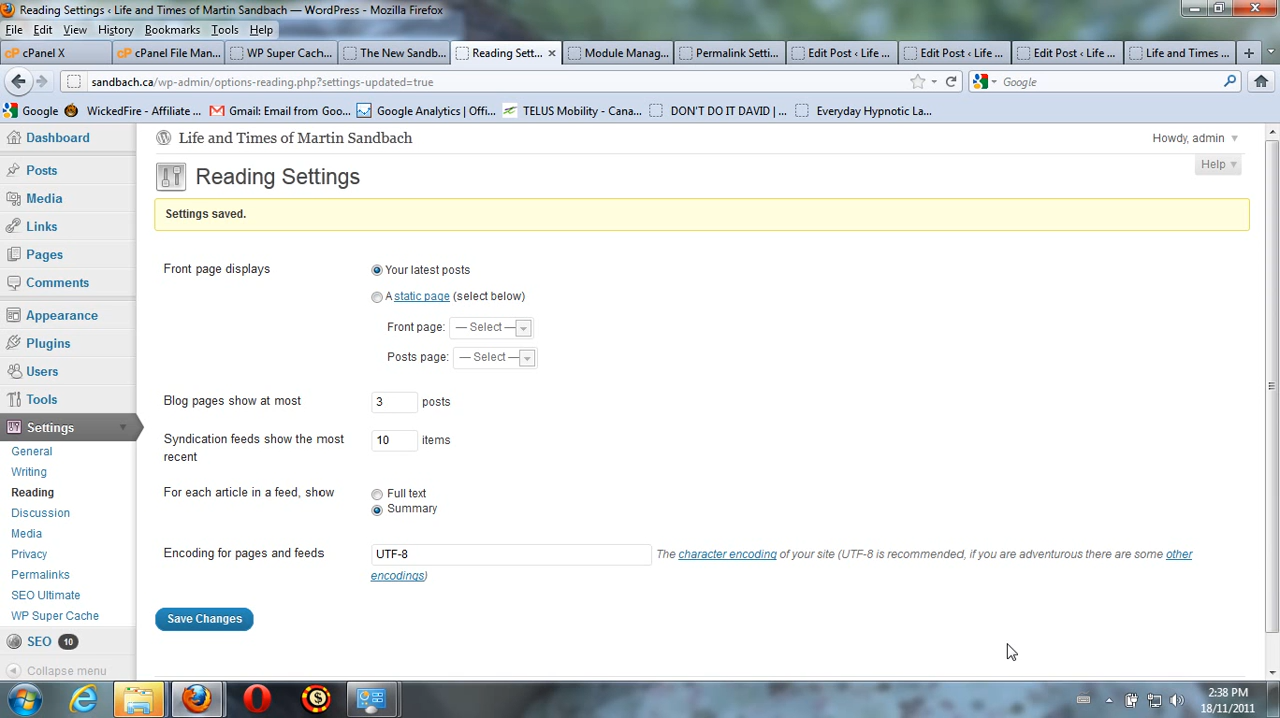 Reading Settings ‹ Life and Times of Martin Sandbach — WordPress - Mozilla Firefox
File Edit View History Bookmarks Tools Help
cPanel X cPanel File Man... WP Super Cach... The New Sandb... Reading Sett... Module Manag... Permalink Setti... Edit Post ‹ Life ... Edit Post ‹ Life ... Edit Post ‹ Life ... Life and Times ...
sandbach.ca/wp-admin/options-reading.php?settings-updated=true Google
Google WickedFire - Affiliate ... Gmail: Email from Goo... Google Analytics | Offi... TELUS Mobility - Cana... DON'T DO IT DAVID | ... Everyday Hypnotic La...
Dashboard
Posts
Media
Links
Pages
Comments
Appearance
Plugins
Users
Tools
Settings
General
Writing
Reading
Discussion
Media
Privacy
Permalinks
SEO Ultimate
WP Super Cache
SEO 10
Collapse menu
Life and Times of Martin Sandbach Howdy, admin
Help
Reading Settings
Settings saved.
Front page displays Your latest posts
A static page (select below)
Front page: — Select —
Posts page: — Select —
Blog pages show at most 3 posts
Syndication feeds show the most recent 10 items
For each article in a feed, show Full text
Summary
Encoding for pages and feeds UTF-8 The character encoding of your site (UTF-8 is recommended, if you are adventurous there are some other
encodings)
Save Changes
2:38 PM
18/11/2011